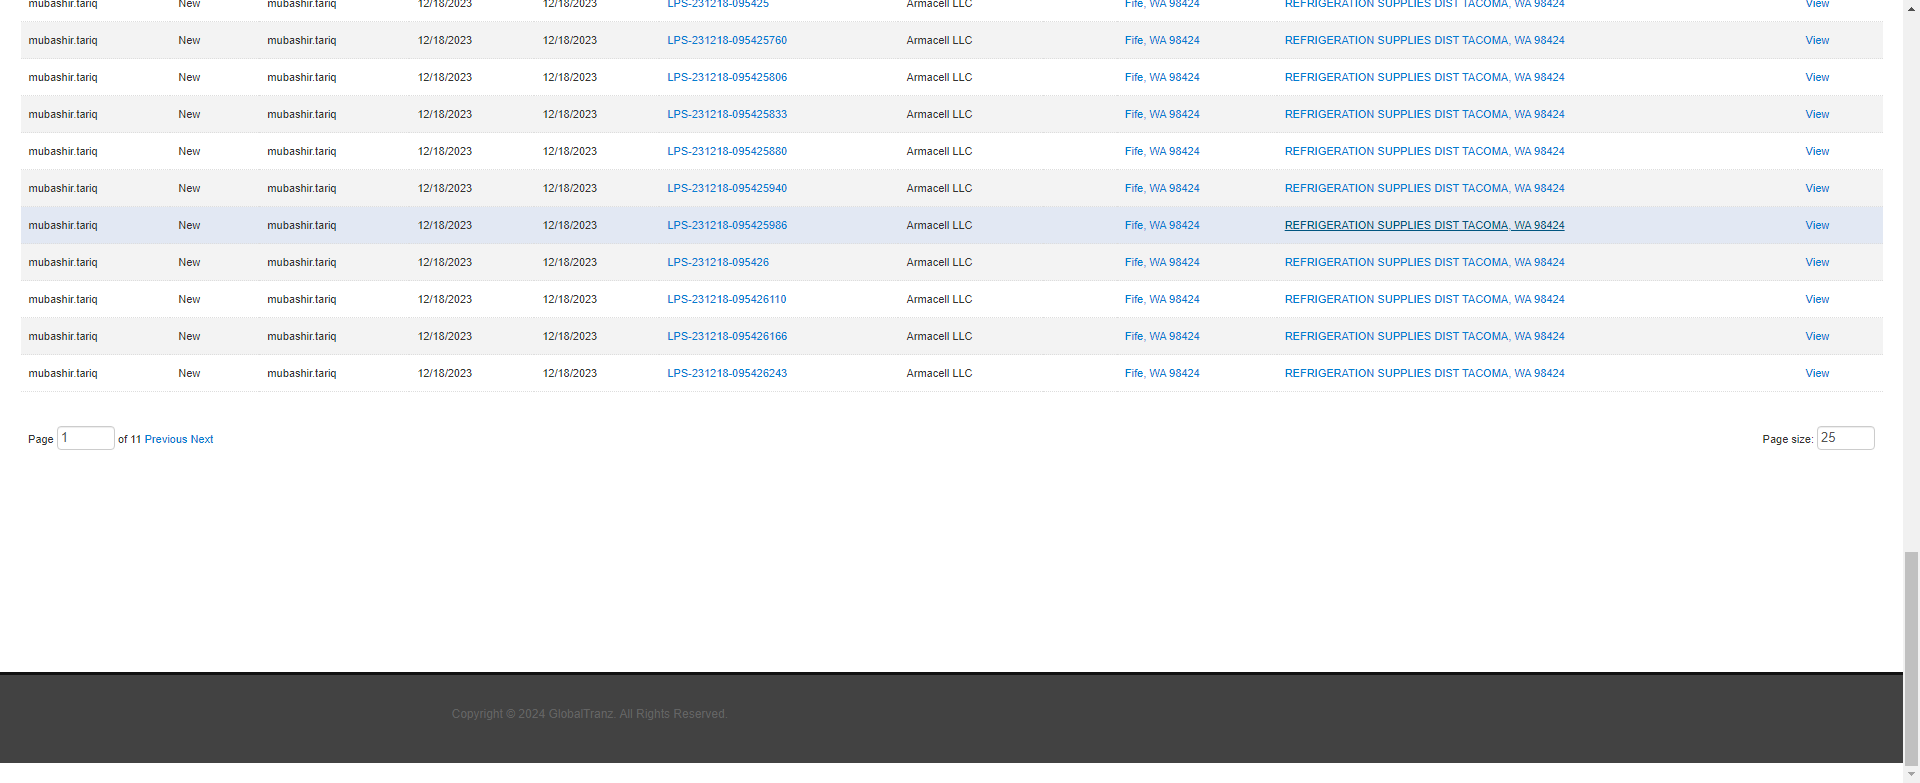 mubashir.tariq New mubashir.tariq 12/18/2023 12/18/2023 LPS-231218-095425 Armacell LLC Fife, WA 98424 REFRIGERATION SUPPLIES DIST TACOMA, WA 98424 View
mubashir.tariq New mubashir.tariq 12/18/2023 12/18/2023 LPS-231218-095425760 Armacell LLC Fife, WA 98424 REFRIGERATION SUPPLIES DIST TACOMA, WA 98424 View
mubashir.tariq New mubashir.tariq 12/18/2023 12/18/2023 LPS-231218-095425806 Armacell LLC Fife, WA 98424 REFRIGERATION SUPPLIES DIST TACOMA, WA 98424 View
mubashir.tariq New mubashir.tariq 12/18/2023 12/18/2023 LPS-231218-095425833 Armacell LLC Fife, WA 98424 REFRIGERATION SUPPLIES DIST TACOMA, WA 98424 View
mubashir.tariq New mubashir.tariq 12/18/2023 12/18/2023 LPS-231218-095425880 Armacell LLC Fife, WA 98424 REFRIGERATION SUPPLIES DIST TACOMA, WA 98424 View
mubashir.tariq New mubashir.tariq 12/18/2023 12/18/2023 LPS-231218-095425940 Armacell LLC Fife, WA 98424 REFRIGERATION SUPPLIES DIST TACOMA, WA 98424 View
mubashir.tariq New mubashir.tariq 12/18/2023 12/18/2023 LPS-231218-095425986 Armacell LLC Fife, WA 98424 REFRIGERATION SUPPLIES DIST TACOMA, WA 98424 View
mubashir.tariq New mubashir.tariq 12/18/2023 12/18/2023 LPS-231218-095426 Armacell LLC Fife, WA 98424 REFRIGERATION SUPPLIES DIST TACOMA, WA 98424 View
mubashir.tariq New mubashir.tariq 12/18/2023 12/18/2023 LPS-231218-095426110 Armacell LLC Fife, WA 98424 REFRIGERATION SUPPLIES DIST TACOMA, WA 98424 View
mubashir.tariq New mubashir.tariq 12/18/2023 12/18/2023 LPS-231218-095426166 Armacell LLC Fife, WA 98424 REFRIGERATION SUPPLIES DIST TACOMA, WA 98424 View
mubashir.tariq New mubashir.tariq 12/18/2023 12/18/2023 LPS-231218-095426243 Armacell LLC Fife, WA 98424 REFRIGERATION SUPPLIES DIST TACOMA, WA 98424 View
Page 1 of 11 Previous Next Page size: 25
Copyright © 2024 GlobalTranz. All Rights Reserved.